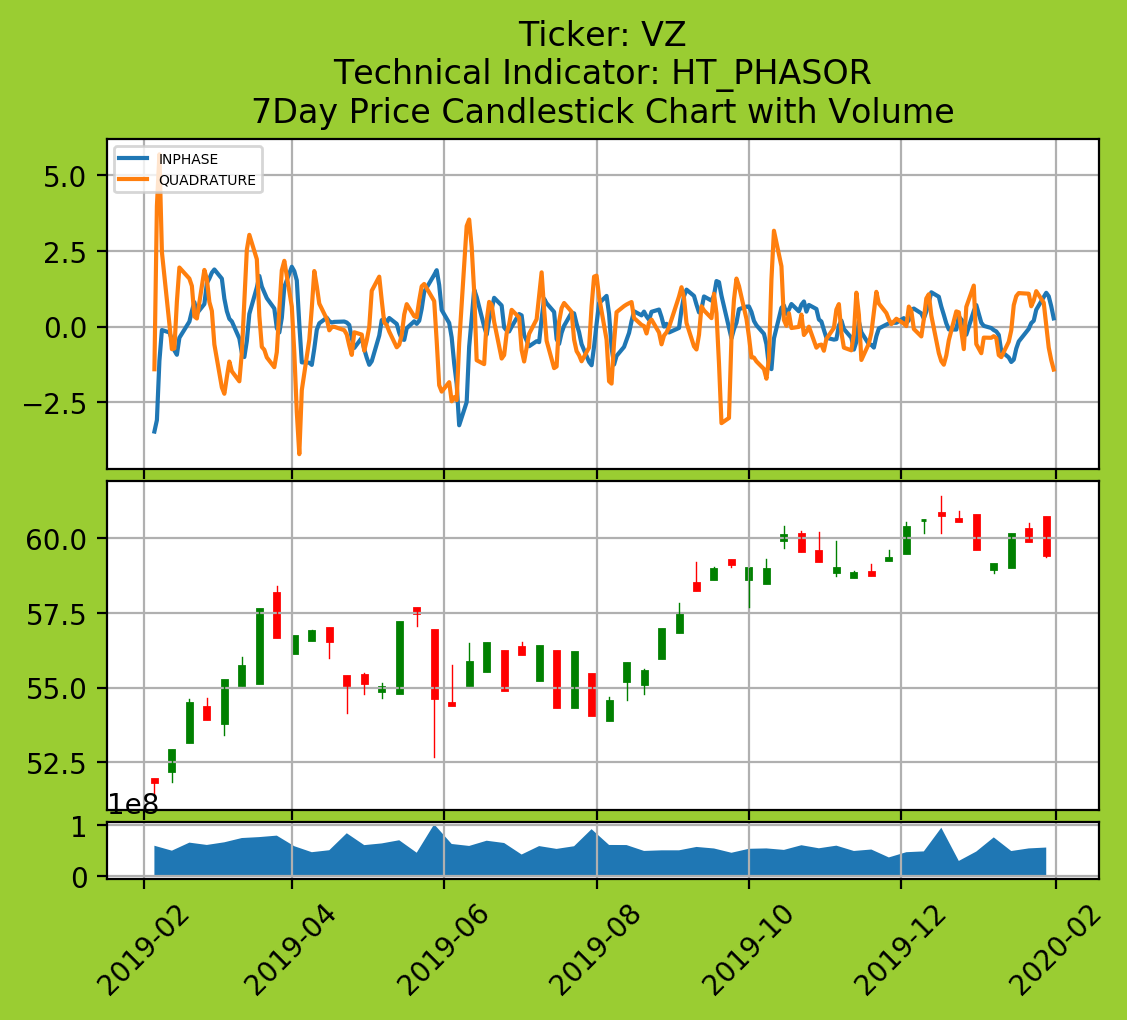 Ticker: VZ
Technical Indicator: HT_PHASOR
7Day Price Candlestick Chart with Volume
INPHASE
QUADRATURE
5.0
2.5
0.0
−2.5
60.0
57.5
55.0
52.5
1e8
1
0
2019-02
2019-04
2019-06
2019-08
2019-10
2019-12
2020-02